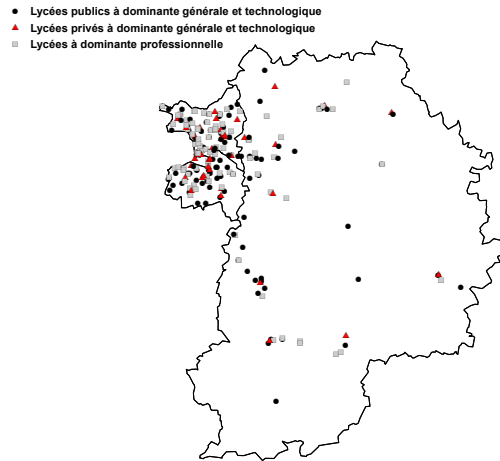 Lycées publics à dominante générale et technologique
Lycées privés à dominante générale et technologique
Lycées à dominante professionnelle